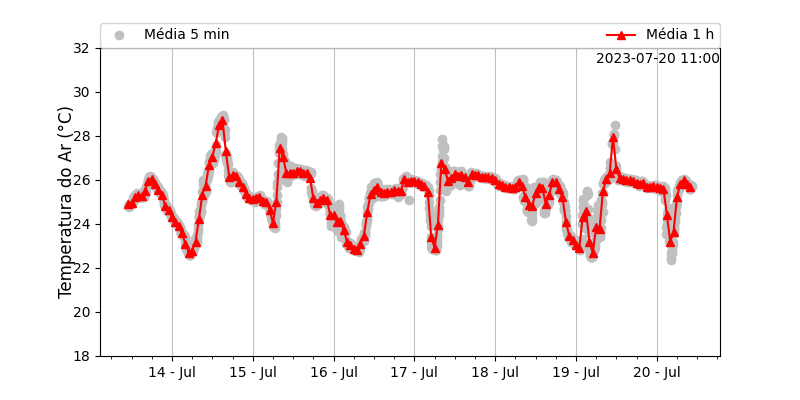 Média 5 min
Média 1 h
2023-07-20 11:00
Temperatura do Ar (°C)
32
30
28
26
24
22
20
18
14 - Jul
15 - Jul
16 - Jul
17 - Jul
18 - Jul
19 - Jul
20 - Jul